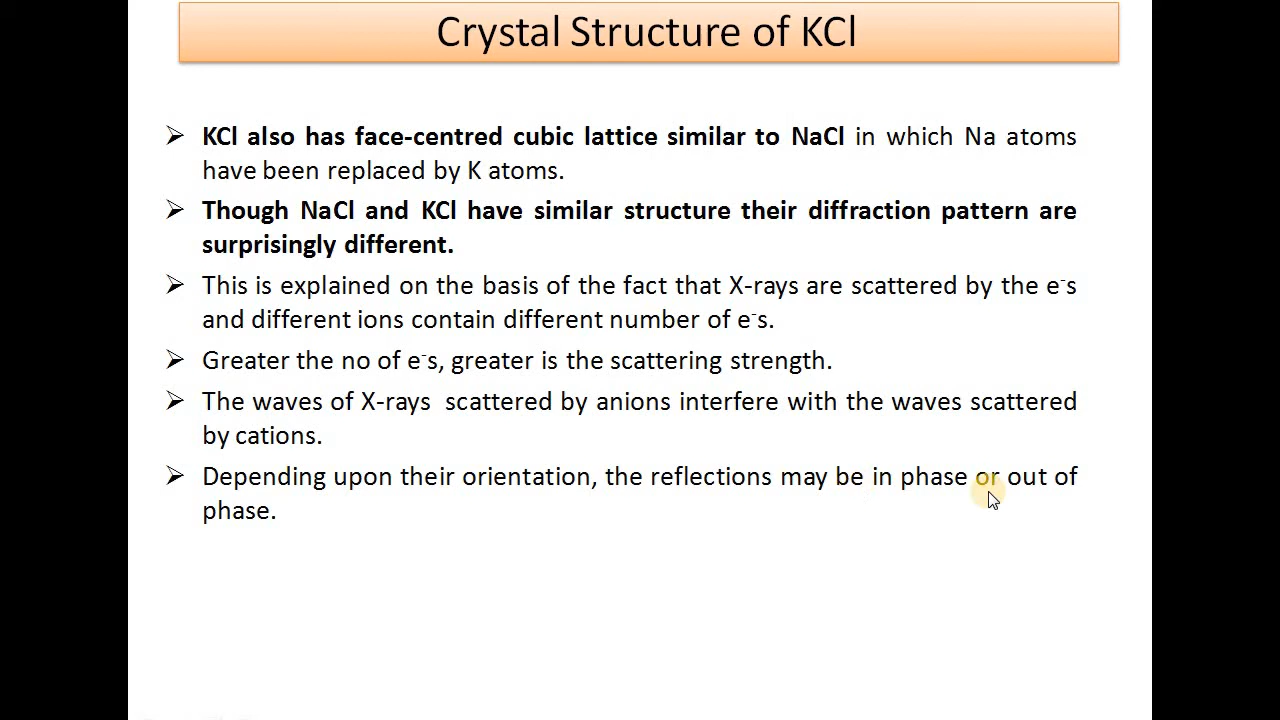 Crystal Structure of KCl
➢ KCl also has face-centred cubic lattice similar to NaCl in which Na atoms
have been replaced by K atoms.
➢ Though NaCl and KCl have similar structure their diffraction pattern are
surprisingly different.
➢ This is explained on the basis of the fact that X-rays are scattered by the e⁻s
and different ions contain different number of e⁻s.
➢ Greater the no of e⁻s, greater is the scattering strength.
➢ The waves of X-rays scattered by anions interfere with the waves scattered
by cations.
➢ Depending upon their orientation, the reflections may be in phase or out of
phase.